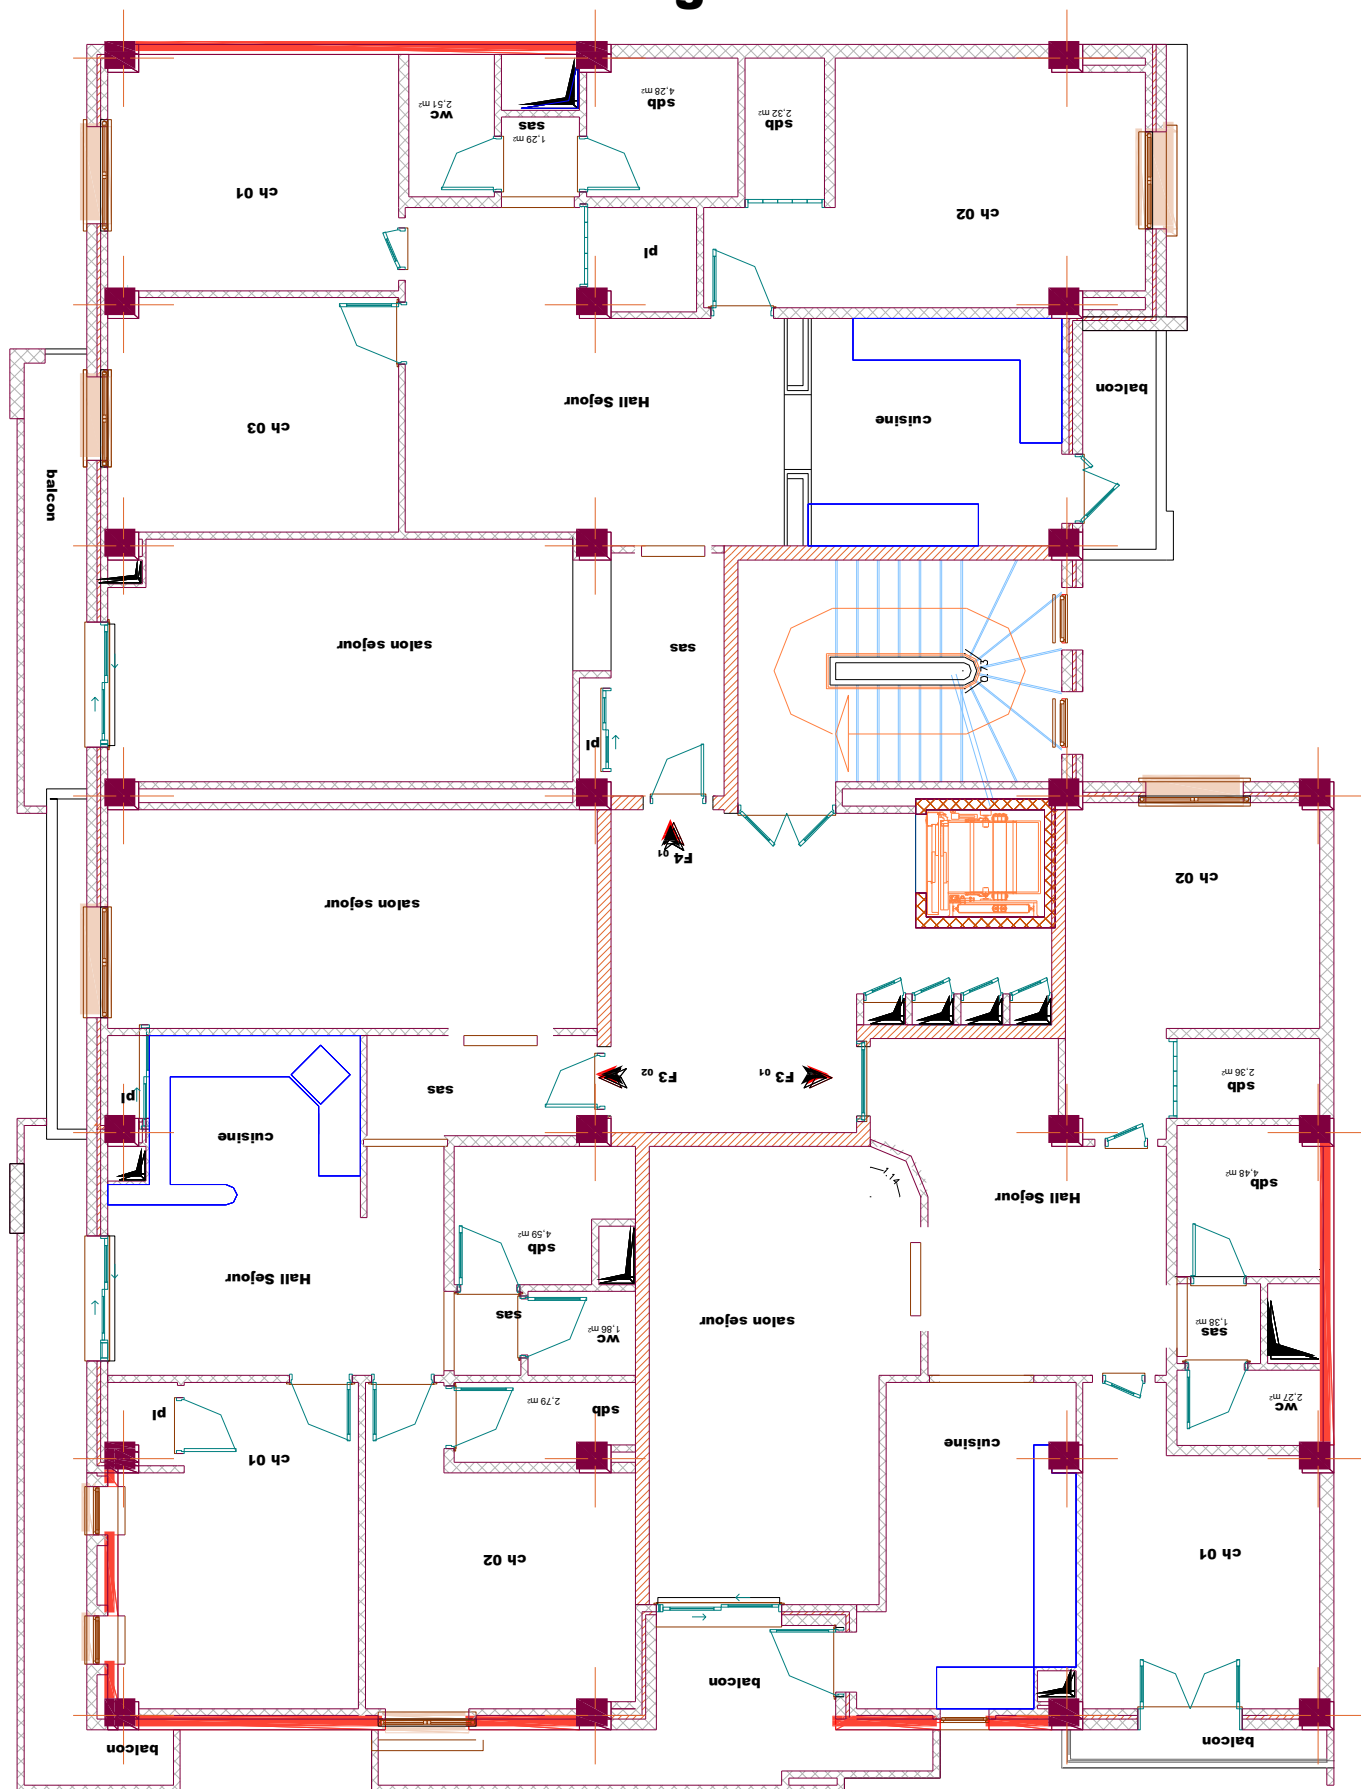 wc
2,51 m²
sas
1,29 m²
sdb
4,28 m²
sdb
2,32 m²
ch 01
ch 02
pl
balcon
Hall Sejour
cuisine
ch 03
balcon
salon sejour
sas
0.73
pl
F4 01
ch 02
salon sejour
F3 02
F3 01
sas
pl
sdb
2,36 m²
cuisine
1.14
Hall Sejour
sdb
4,48 m²
sdb
4,59 m²
Hall Sejour
sas
salon sejour
wc
1,86 m²
sas
1,38 m²
wc
2,27 m²
sdb
2,79 m²
pl
ch 01
cuisine
ch 02
ch 01
balcon
balcon
balcon